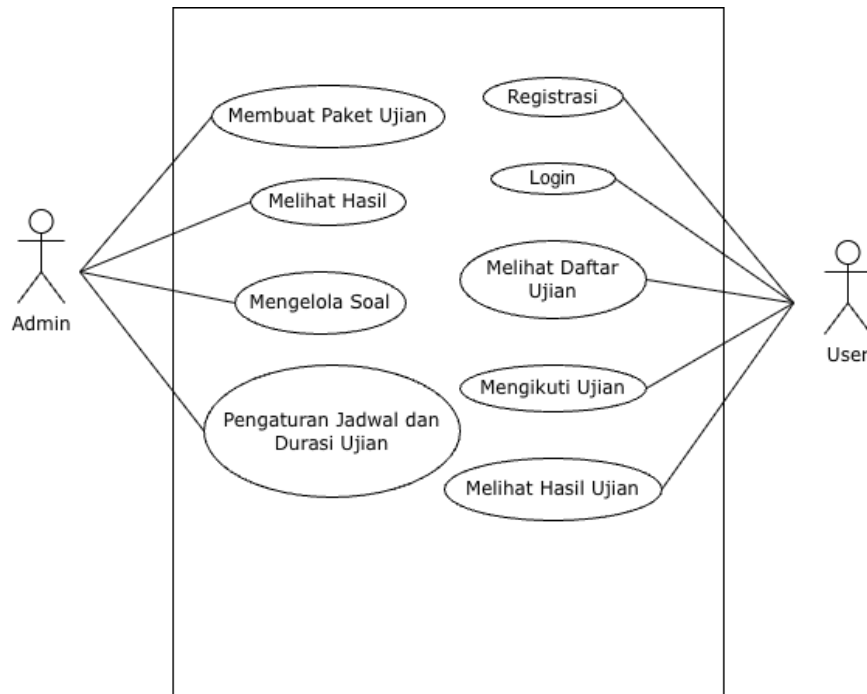 Membuat Paket Ujian
Melihat Hasil
Mengelola Soal
Pengaturan Jadwal dan
Durasi Ujian
Admin
Registrasi
Login
Melihat Daftar
Ujian
Mengikuti Ujian
Melihat Hasil Ujian
User